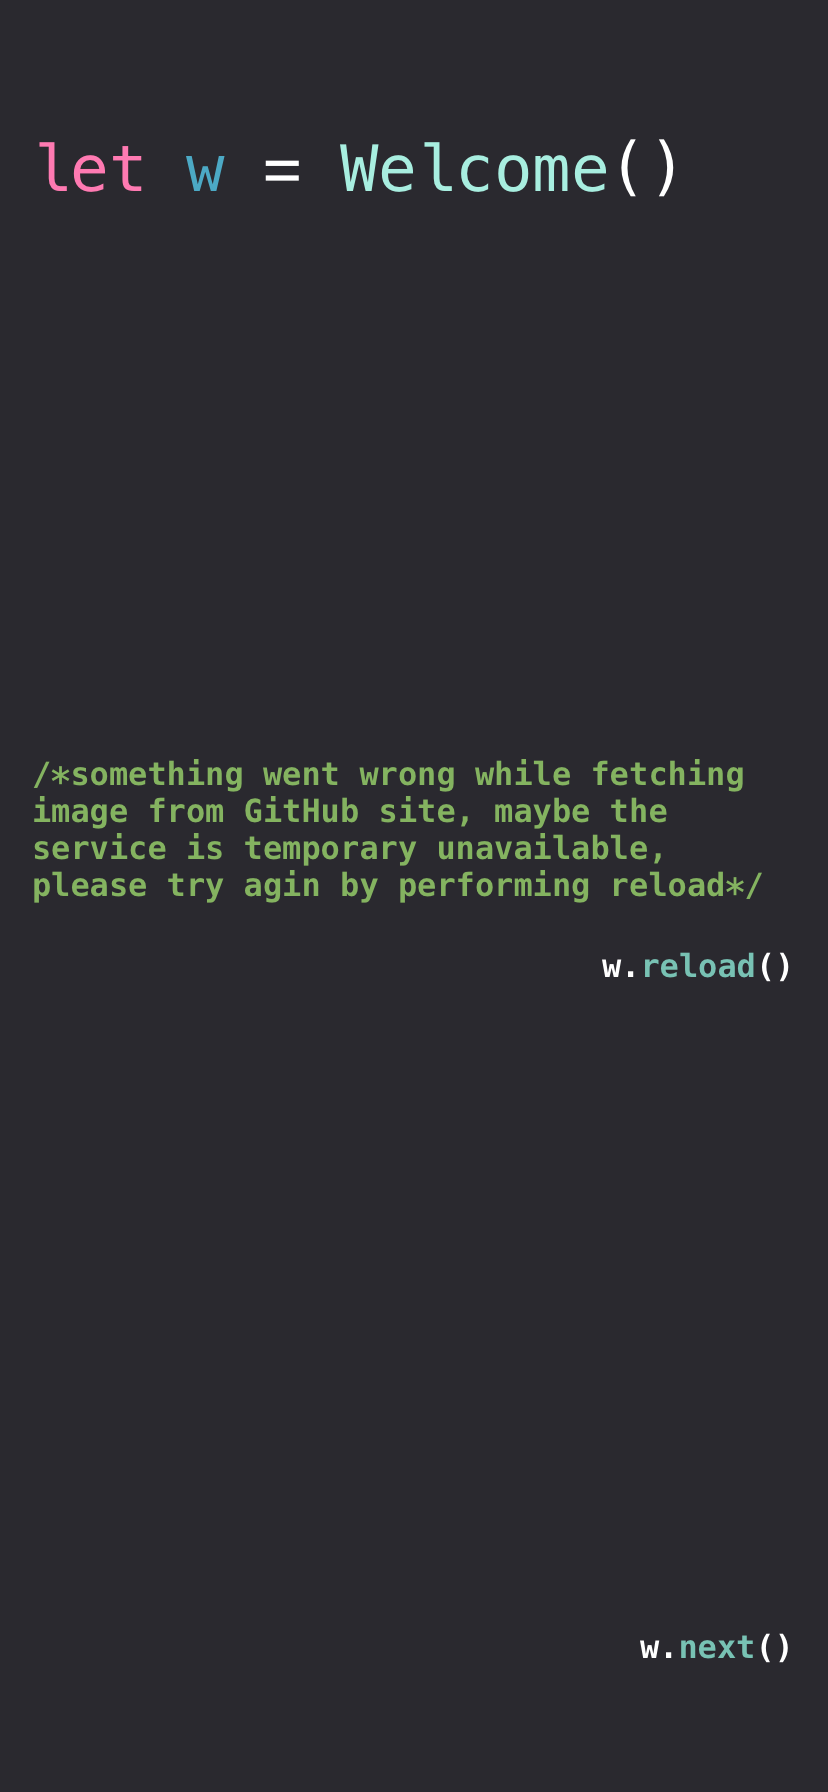 let w = Welcome()
/*something went wrong while fetching
image from GitHub site, maybe the
service is temporary unavailable,
please try agin by performing reload*/
w.reload()
w.next()